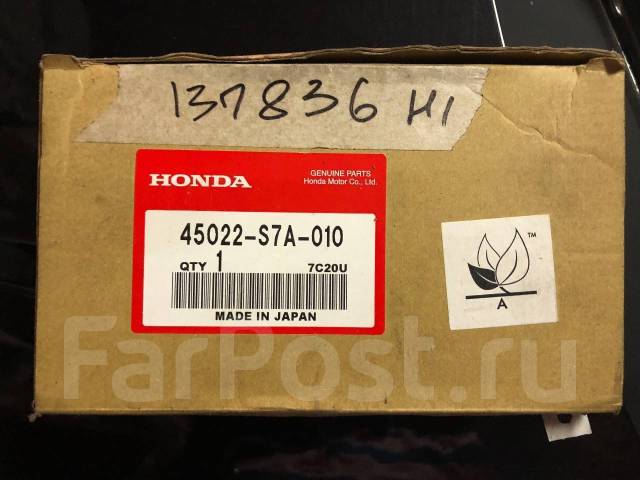 137836 HI
HONDA
GENUINE PARTS
Honda Motor Co., Ltd.
45022-S7A-010
QTY 1 7C20U
MADE IN JAPAN
TM
A
FarPost.ru